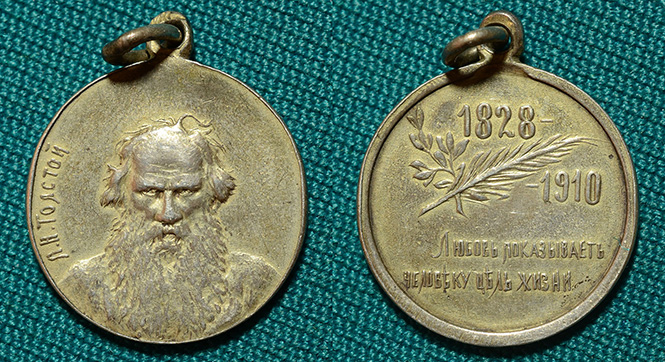 Л.Н.Толстой
1828-
-1910
Любовь показываетъ
человѣку цѣль жизни